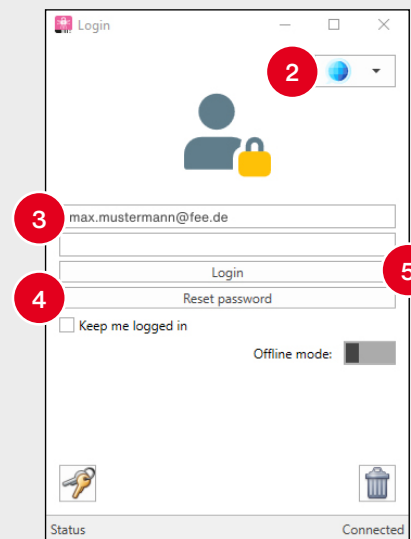 Login
2
3
max.mustermann@fee.de
Login
5
4
Reset password
Keep me logged in
Offline mode:
Status
Connected